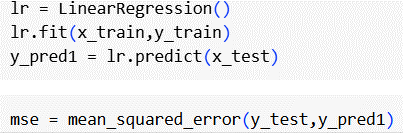 lr = LinearRegression()
lr.fit(x_train,y_train)
y_pred1 = lr.predict(x_test)
mse = mean_squared_error(y_test,y_pred1)